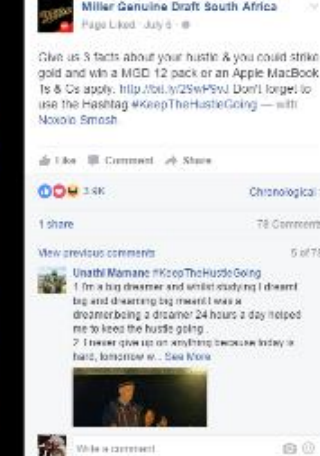 Miller Genuine Draft South Africa
Page Liked · July 6 ·
Give us 3 facts about your hustle & you could strike
gold and win a MGD 12 pack or an Apple MacBook
Ts & Cs apply. http://bit.ly/29wP9vJ Don't forget to
use the Hashtag #KeepTheHustleGoing — with
Noxolo Smosh
Like Comment Share
3.9K Chronological
1 share 78 Comments
View previous comments 5 of 78
Unathi Mamane #KeepTheHustleGoing
1 I'm a big dreamer and whilst studying I dreamt
big and dreaming big meant I was a
dreamer.being a dreamer 24 hours a day helped
me to keep the hustle going .
2 I never give up on anything because today is
hard, tomorrow w... See More
Write a comment